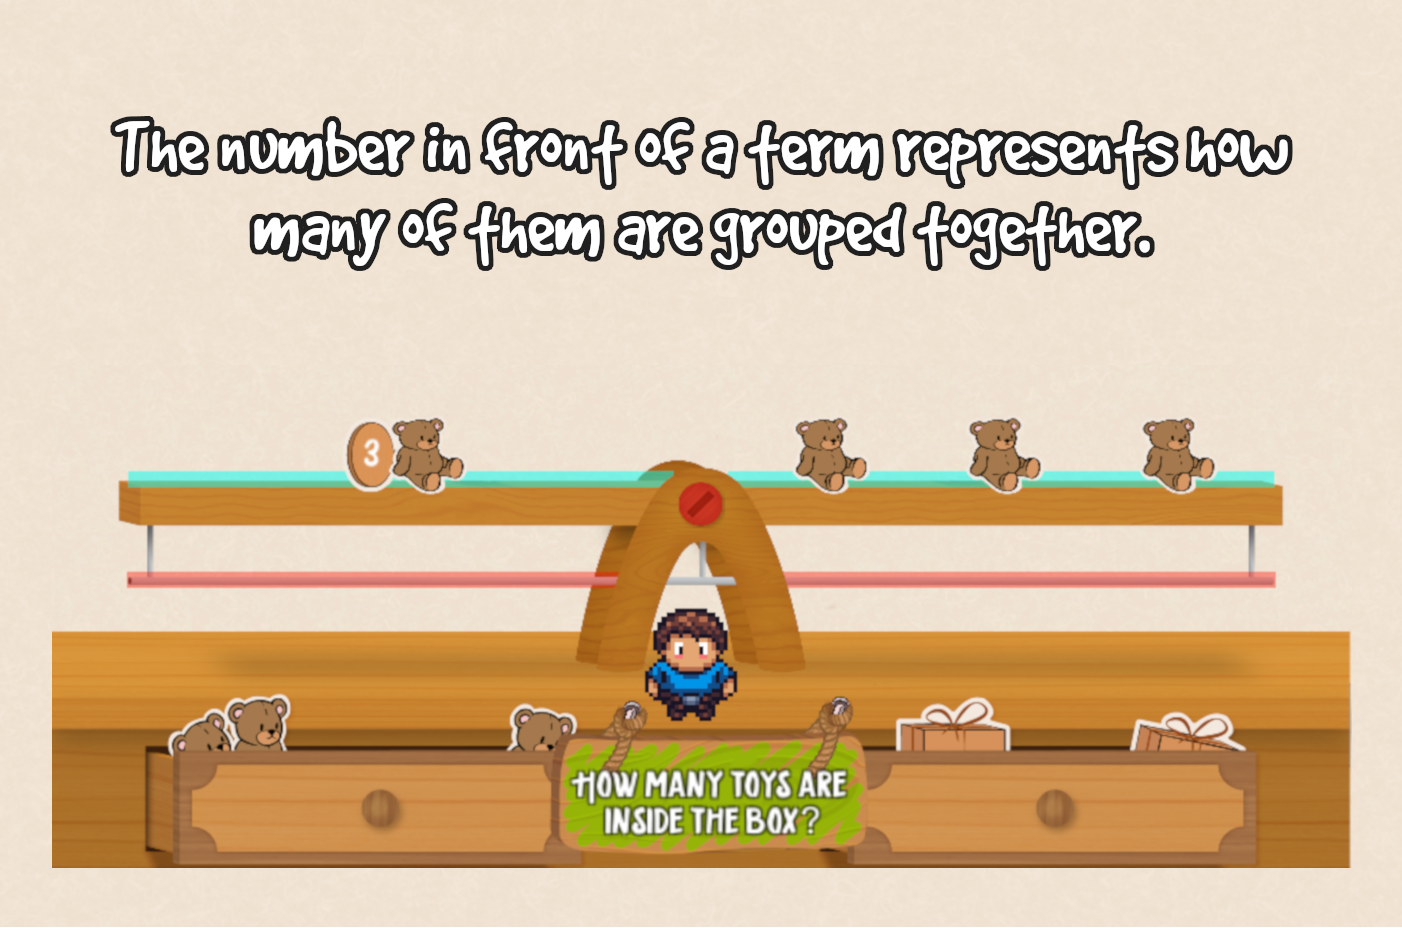 The number in front of a term represents how
many of them are grouped together.
3
HOW MANY TOYS ARE
INSIDE THE BOX?